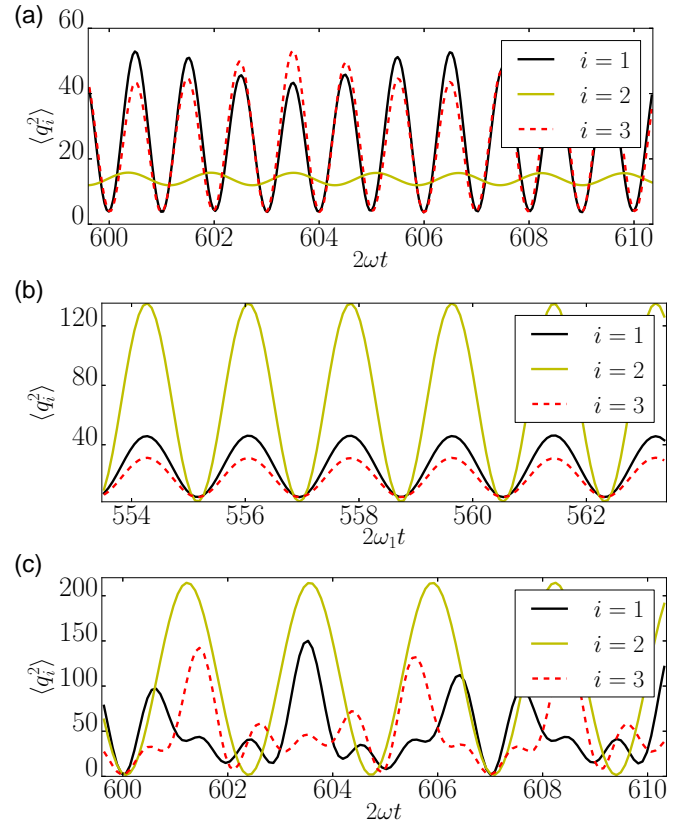 (a)
60
40
20
0
⟨q_i^2⟩
i = 1
i = 2
i = 3
600 602 604 606 608 610
2ωt
(b)
120
80
40
⟨q_i^2⟩
i = 1
i = 2
i = 3
554 556 558 560 562
2ω₁t
(c)
200
150
100
50
0
⟨q_i^2⟩
i = 1
i = 2
i = 3
600 602 604 606 608 610
2ωt